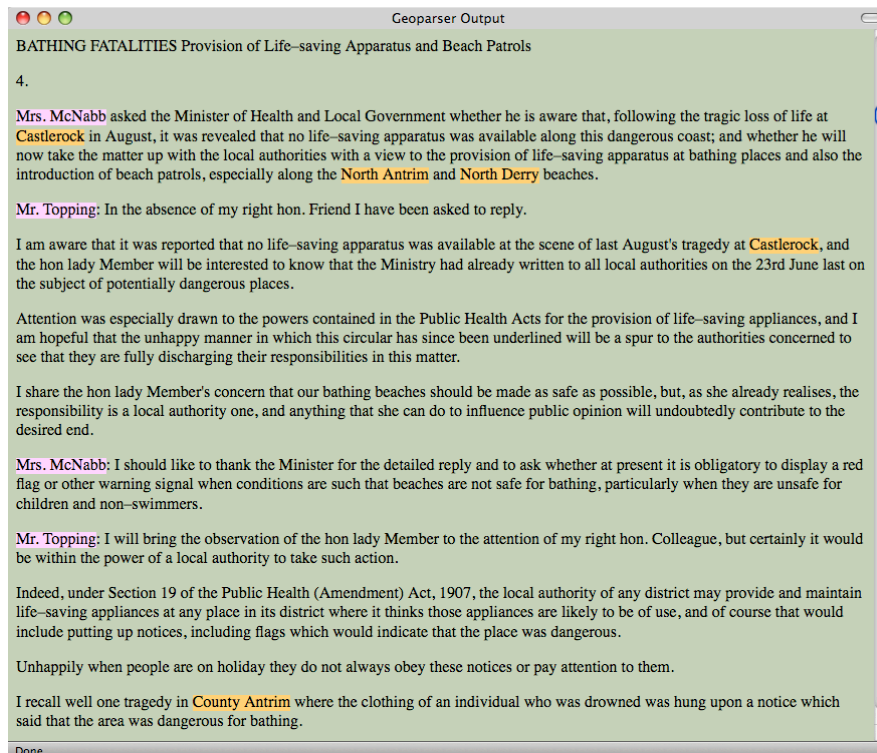 Geoparser Output
BATHING FATALITIES Provision of Life–saving Apparatus and Beach Patrols
4.
Mrs. McNabb asked the Minister of Health and Local Government whether he is aware that, following the tragic loss of life at
Castlerock in August, it was revealed that no life–saving apparatus was available along this dangerous coast; and whether he will
now take the matter up with the local authorities with a view to the provision of life–saving apparatus at bathing places and also the
introduction of beach patrols, especially along the North Antrim and North Derry beaches.
Mr. Topping: In the absence of my right hon. Friend I have been asked to reply.
I am aware that it was reported that no life–saving apparatus was available at the scene of last August's tragedy at Castlerock, and
the hon lady Member will be interested to know that the Ministry had already written to all local authorities on the 23rd June last on
the subject of potentially dangerous places.
Attention was especially drawn to the powers contained in the Public Health Acts for the provision of life–saving appliances, and I
am hopeful that the unhappy manner in which this circular has since been underlined will be a spur to the authorities concerned to
see that they are fully discharging their responsibilities in this matter.
I share the hon lady Member's concern that our bathing beaches should be made as safe as possible, but, as she already realises, the
responsibility is a local authority one, and anything that she can do to influence public opinion will undoubtedly contribute to the
desired end.
Mrs. McNabb: I should like to thank the Minister for the detailed reply and to ask whether at present it is obligatory to display a red
flag or other warning signal when conditions are such that beaches are not safe for bathing, particularly when they are unsafe for
children and non–swimmers.
Mr. Topping: I will bring the observation of the hon lady Member to the attention of my right hon. Colleague, but certainly it would
be within the power of a local authority to take such action.
Indeed, under Section 19 of the Public Health (Amendment) Act, 1907, the local authority of any district may provide and maintain
life–saving appliances at any place in its district where it thinks those appliances are likely to be of use, and of course that would
include putting up notices, including flags which would indicate that the place was dangerous.
Unhappily when people are on holiday they do not always obey these notices or pay attention to them.
I recall well one tragedy in County Antrim where the clothing of an individual who was drowned was hung upon a notice which
said that the area was dangerous for bathing.
Done